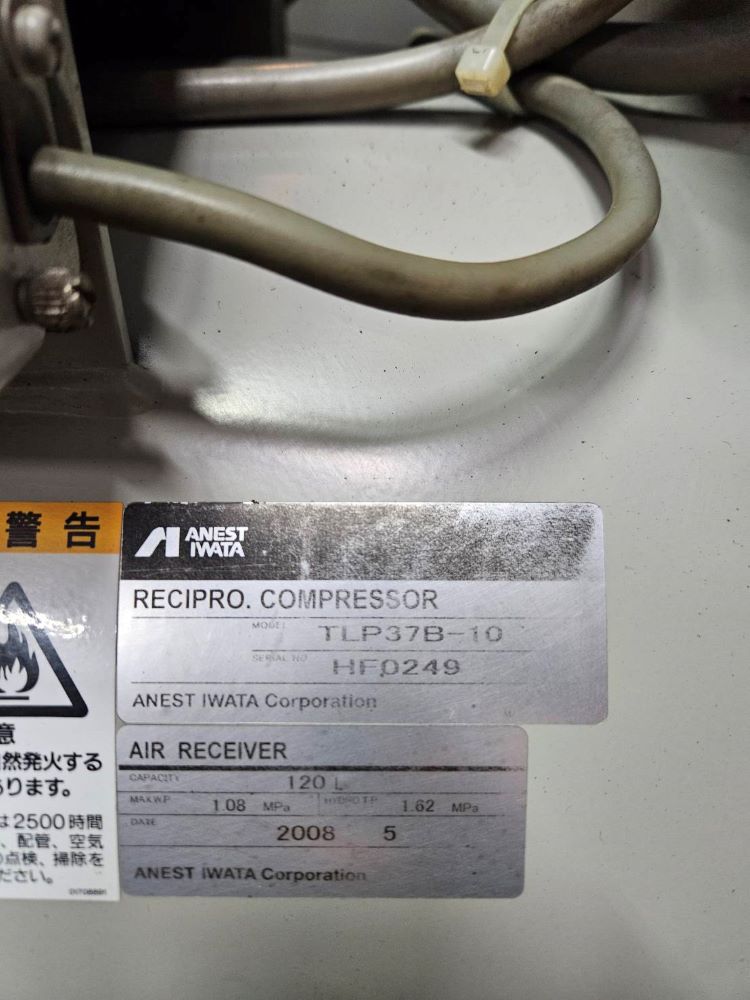 警告
意
然発火する
ります。
は2500時間
、配管、空気
の点検、掃除を
ださい。
ANEST
IWATA
RECIPRO. COMPRESSOR
MODEL TLP37B-10
SERIAL NO HF0249
ANEST IWATA Corporation
AIR RECEIVER
CAPACITY 120 L
MAX.W.P. 1.08 MPa HYDRO T.P. 1.62 MPa
DATE 2008 5
ANEST IWATA Corporation